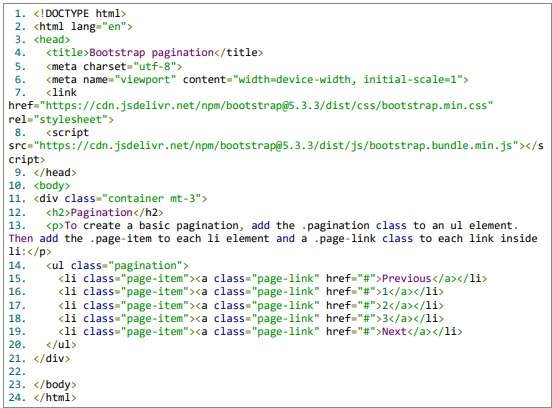 1. <!DOCTYPE html>
2. <html lang="en">
3. <head>
4. <title>Bootstrap pagination</title>
5. <meta charset="utf-8">
6. <meta name="viewport" content="width=device-width, initial-scale=1">
7. <link
href="https://cdn.jsdelivr.net/npm/bootstrap@5.3.3/dist/css/bootstrap.min.css"
rel="stylesheet">
8. <script
src="https://cdn.jsdelivr.net/npm/bootstrap@5.3.3/dist/js/bootstrap.bundle.min.js"></s
cript>
9. </head>
10. <body>
11. <div class="container mt-3">
12. <h2>Pagination</h2>
13. <p>To create a basic pagination, add the .pagination class to an ul element.
Then add the .page-item to each li element and a .page-link class to each link inside
li:</p>
14. <ul class="pagination">
15. <li class="page-item"><a class="page-link" href="#">Previous</a></li>
16. <li class="page-item"><a class="page-link" href="#">1</a></li>
17. <li class="page-item"><a class="page-link" href="#">2</a></li>
18. <li class="page-item"><a class="page-link" href="#">3</a></li>
19. <li class="page-item"><a class="page-link" href="#">Next</a></li>
20. </ul>
21. </div>
22.
23. </body>
24. </html>